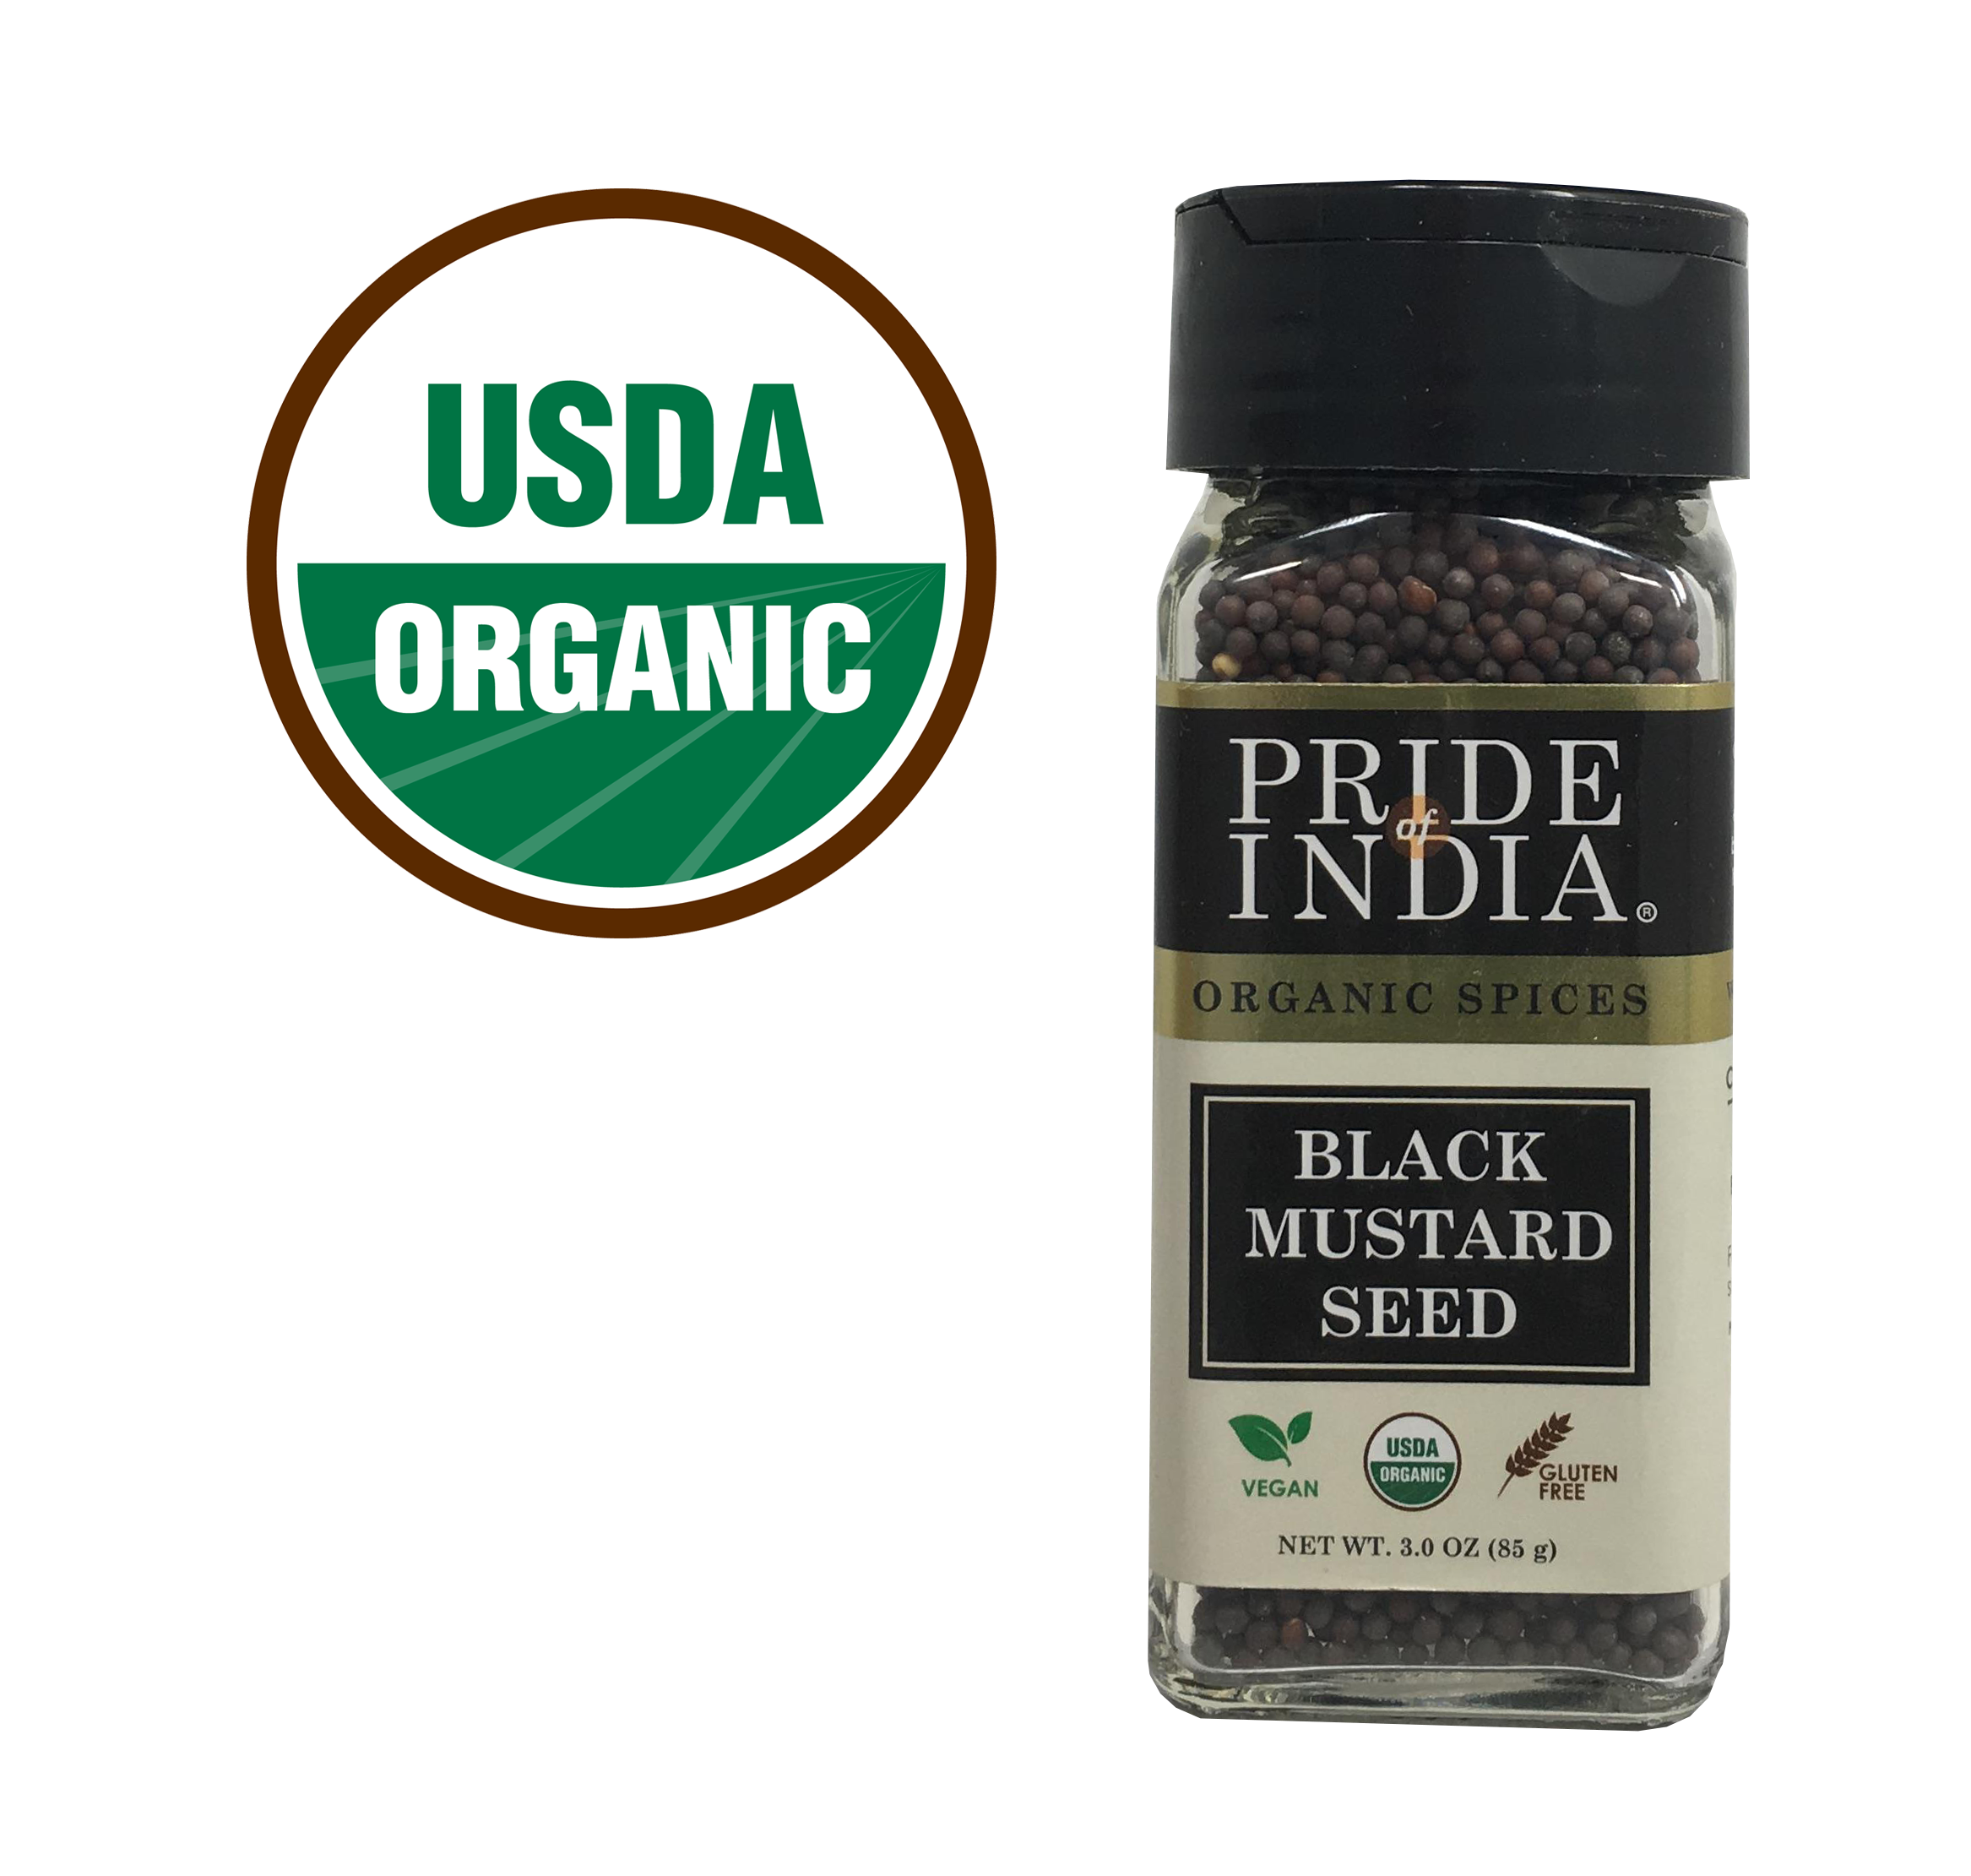 USDA
ORGANIC
PRIDE
of
INDIA®
ORGANIC SPICES
BLACK
MUSTARD
SEED
VEGAN
USDA
ORGANIC
GLUTEN
FREE
NET WT. 3.0 OZ (85 g)